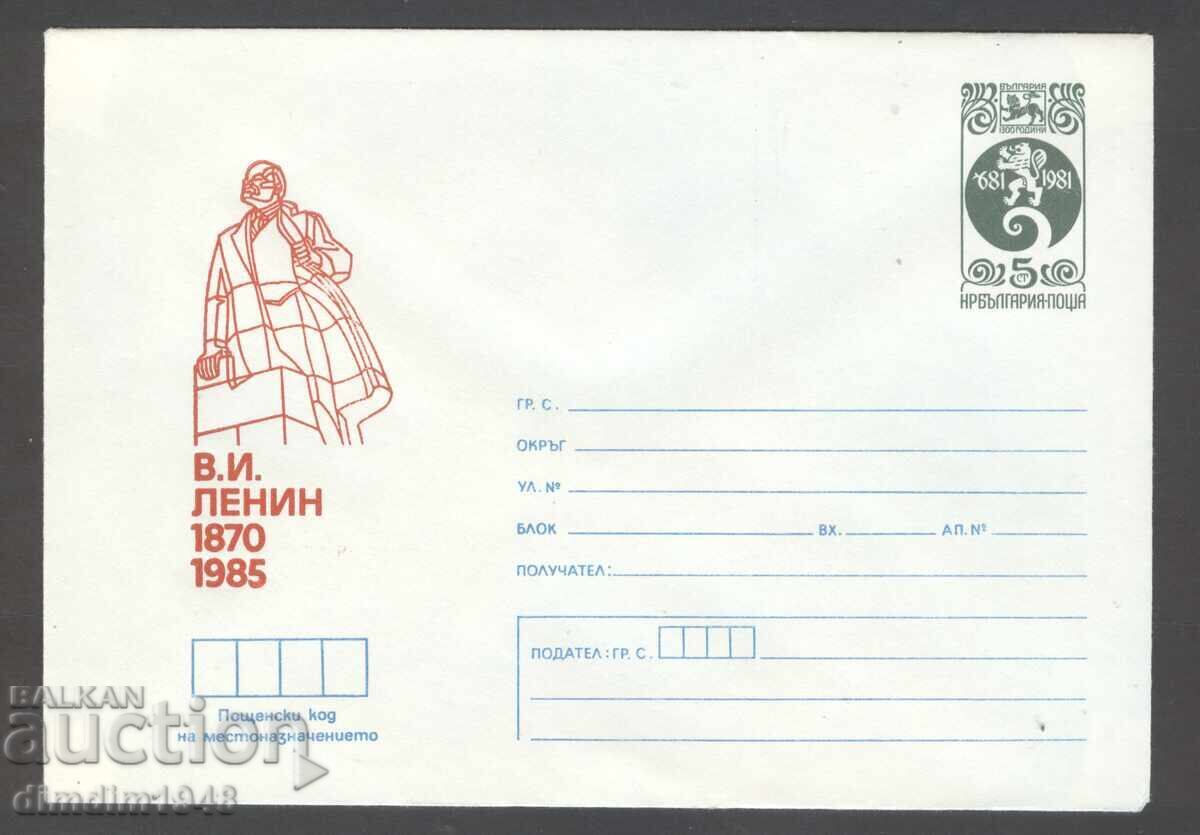 БЪЛГАРИЯ
1300 ГОДИНИ
681 1981
5
СТ
НРБЪЛГАРИЯ·ПОЩА
В.И.
ЛЕНИН
1870
1985
ГР. С.
ОКРЪГ
УЛ. №
БЛОК ВХ. АП. №
ПОЛУЧАТЕЛ:
ПОДАТЕЛ: ГР. С.
Пощенски код
на местоназначението
BALKAN
auction
dimdim1948